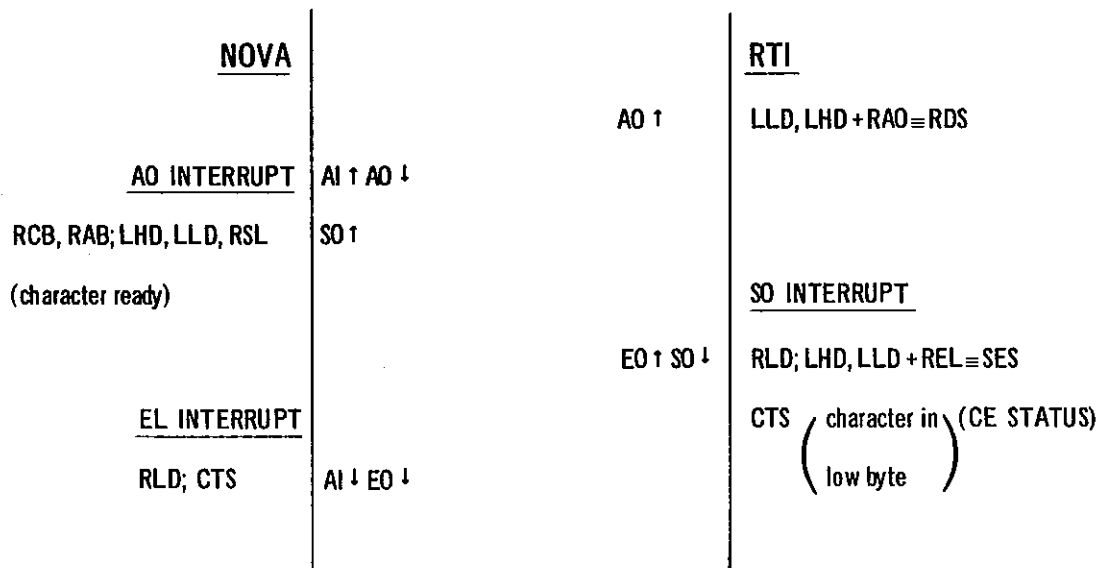 NOVA
RTI
AO ↑ LLD, LHD + RAO ≡ RDS
AO INTERRUPT AI ↑ AO ↓
RCB, RAB; LHD, LLD, RSL SO ↑
(character ready)
SO INTERRUPT
EO ↑ SO ↓ RLD; LHD, LLD + REL ≡ SES
EL INTERRUPT
CTS ( character in ) (CE STATUS)
low byte
RLD; CTS AI ↓ EO ↓